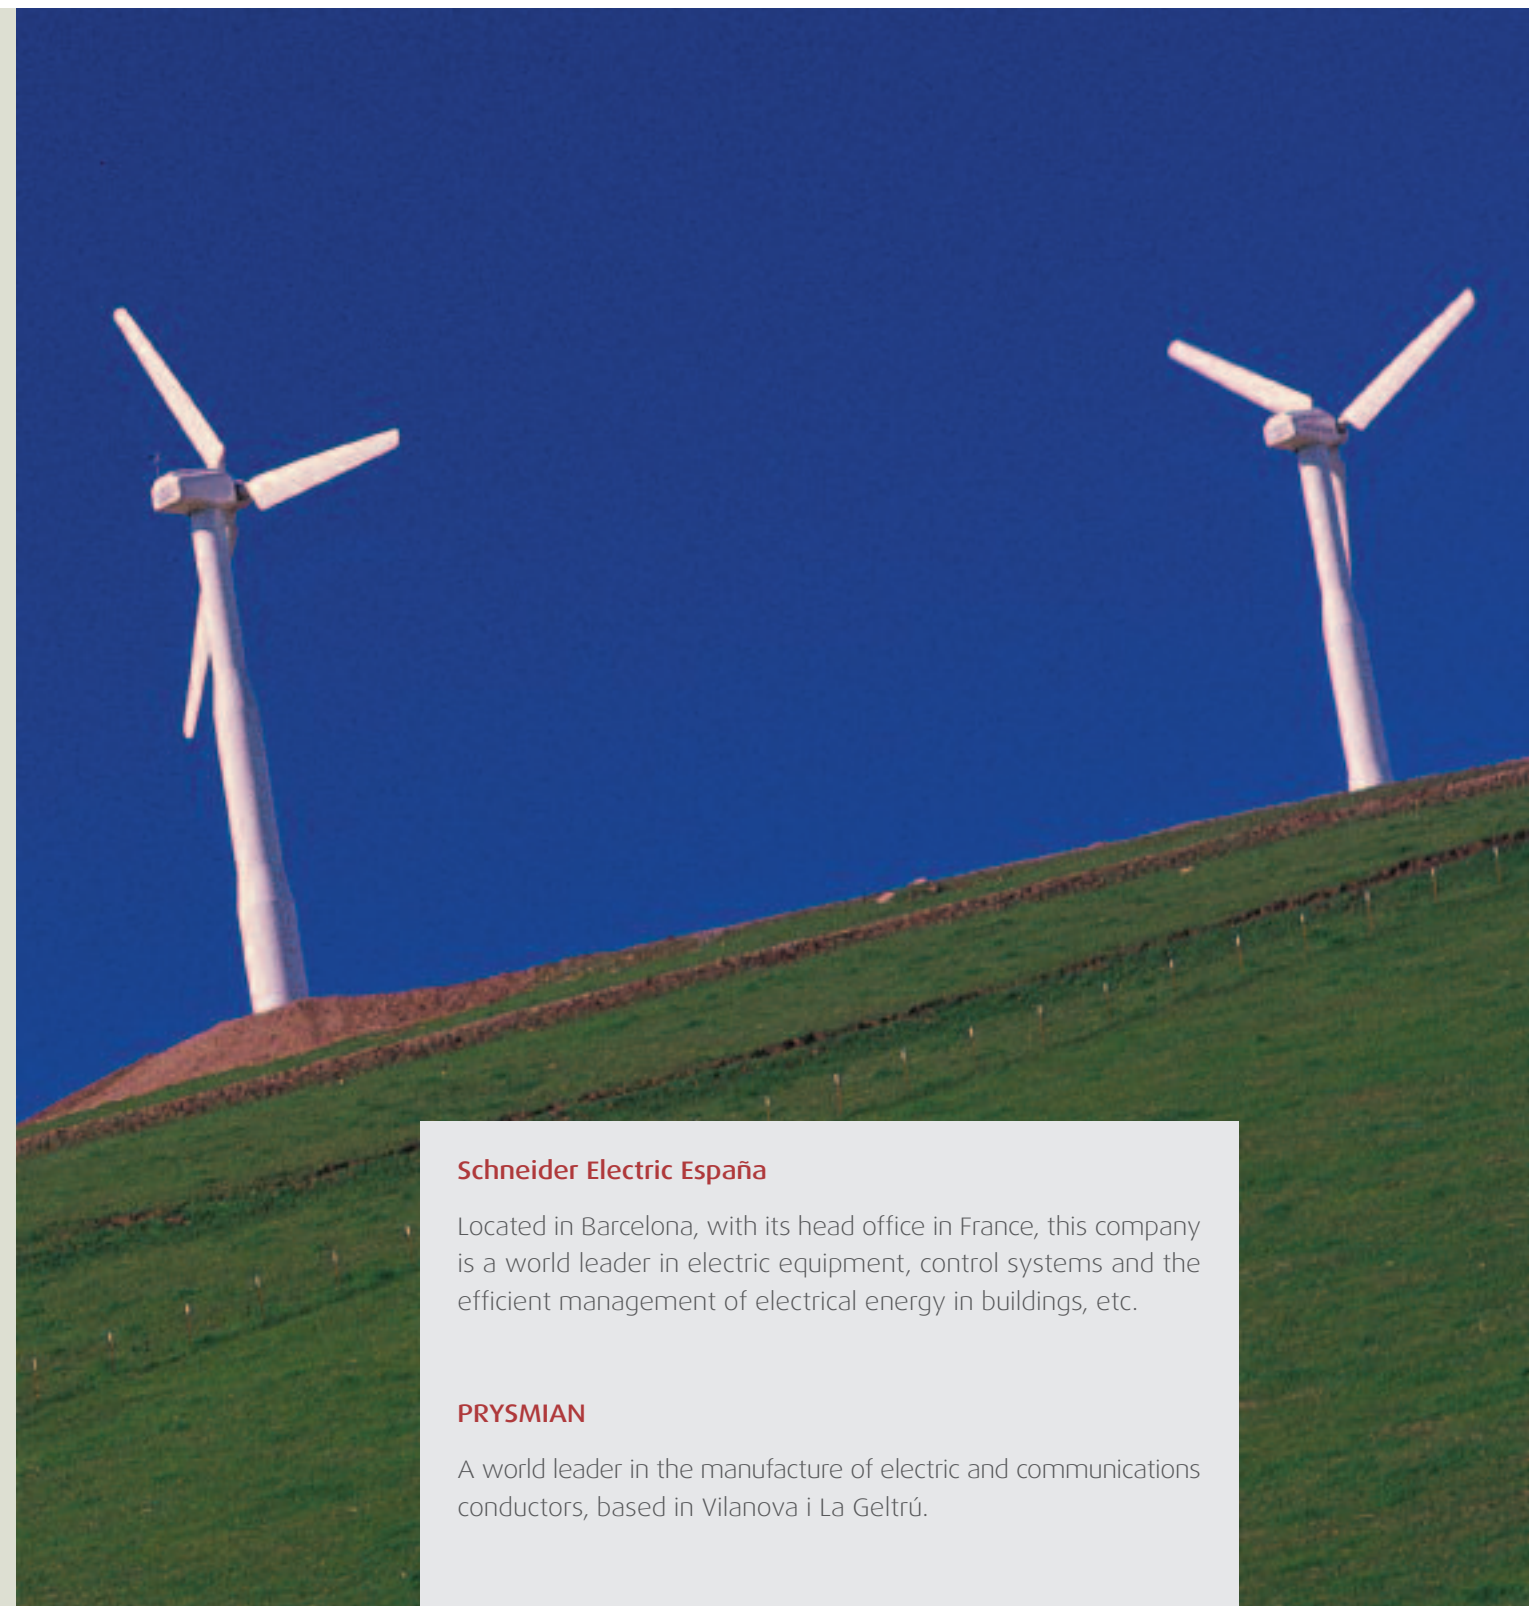 Schneider Electric España
Located in Barcelona, with its head office in France, this company
is a world leader in electric equipment, control systems and the
efficient management of electrical energy in buildings, etc.
PRYSMIAN
A world leader in the manufacture of electric and communications
conductors, based in Vilanova i La Geltrú.